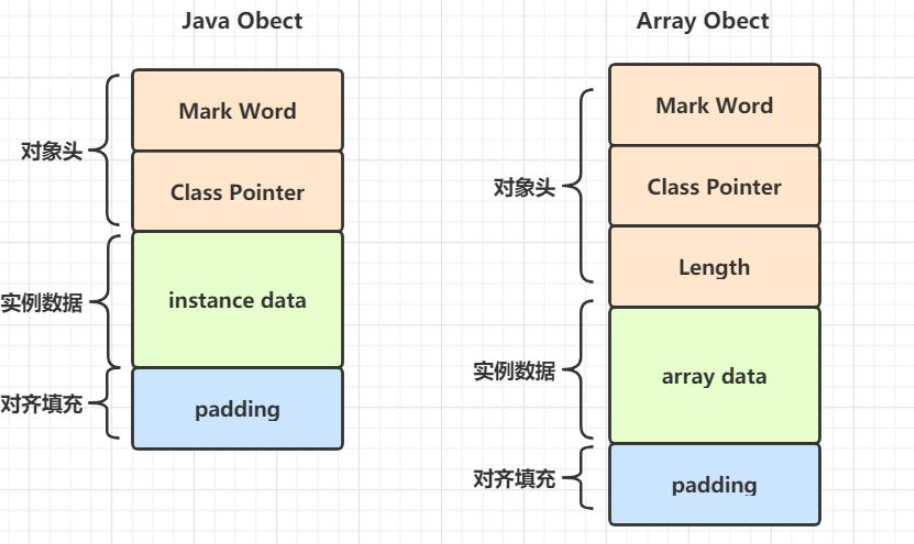 Java Obect
对象头
Mark Word
Class Pointer
实例数据
instance data
对齐填充
padding
Array Obect
对象头
Mark Word
Class Pointer
Length
实例数据
array data
对齐填充
padding